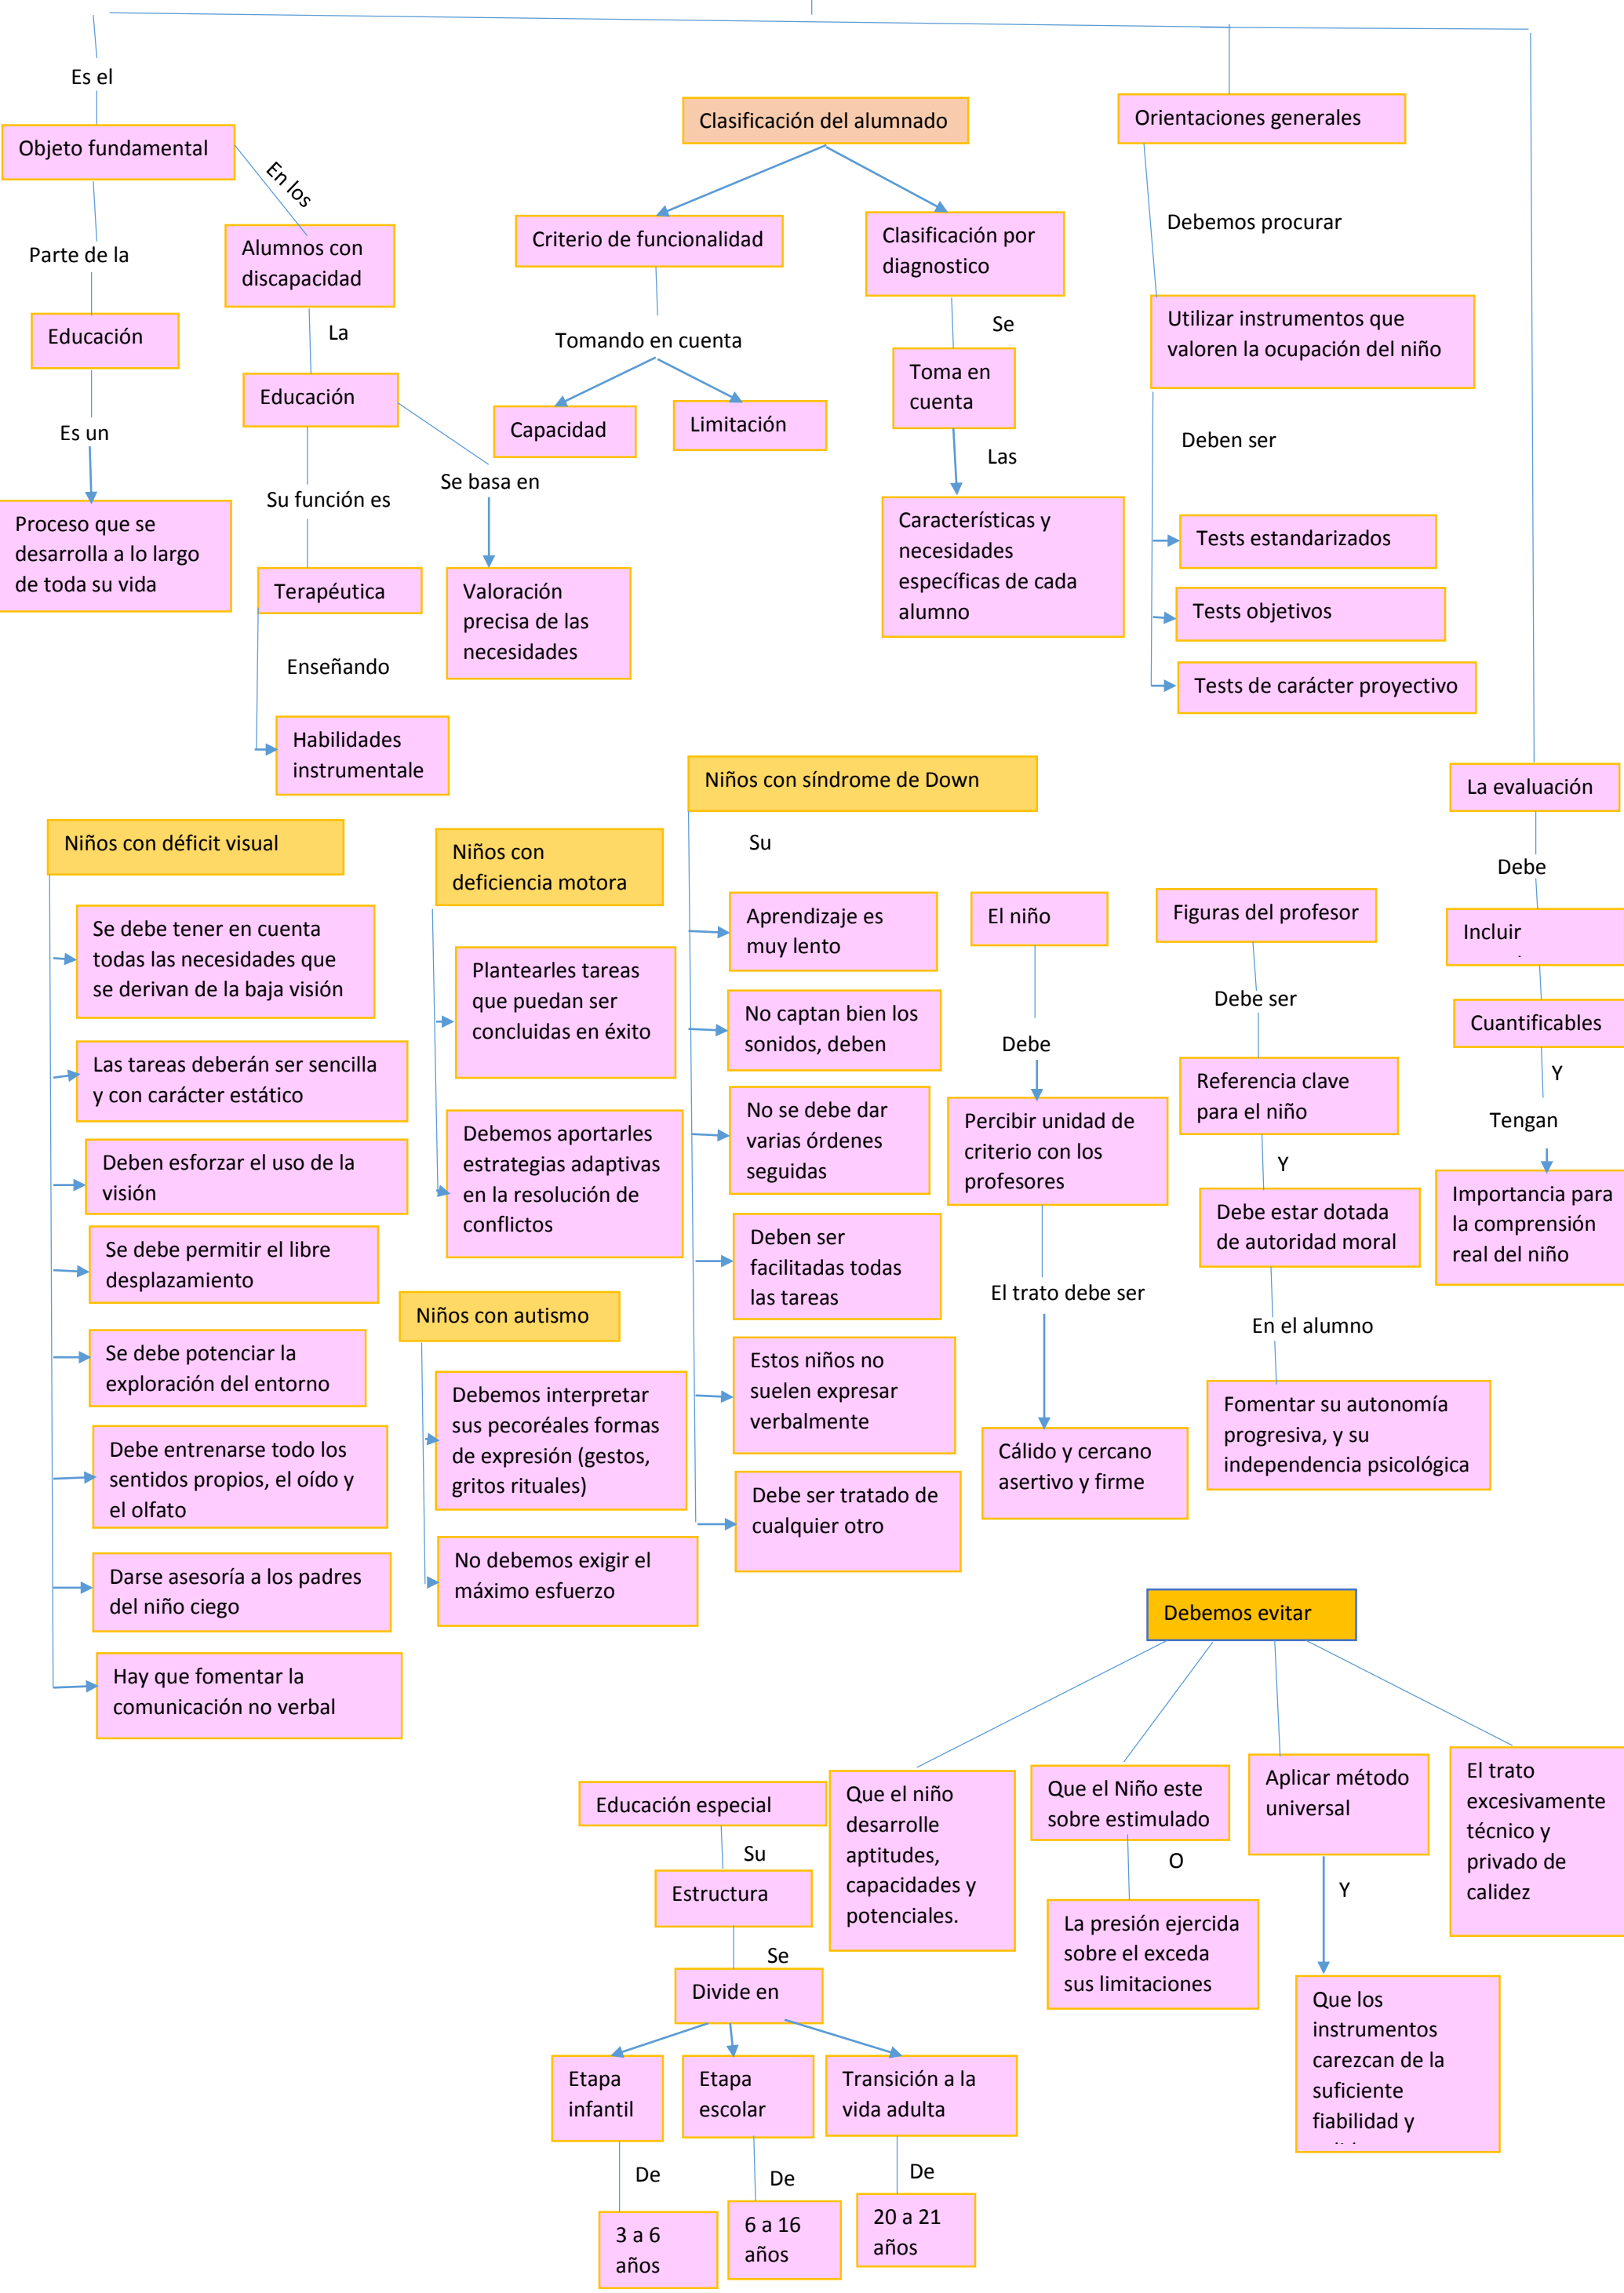 Es el
Objeto fundamental
En los
Parte de la
Alumnos con
discapacidad
Educación
La
Es un
Educación
Proceso que se
desarrolla a lo largo
de toda su vida
Su función es
Se basa en
Terapéutica
Valoración
precisa de las
necesidades
Enseñando
Habilidades
instrumentale
Clasificación del alumnado
Criterio de funcionalidad
Clasificación por
diagnostico
Tomando en cuenta
Capacidad
Limitación
Se
Toma en
cuenta
Las
Características y
necesidades
específicas de cada
alumno
Orientaciones generales
Debemos procurar
Utilizar instrumentos que
valoren la ocupación del niño
Deben ser
Tests estandarizados
Tests objetivos
Tests de carácter proyectivo
La evaluación
Debe
Incluir
Cuantificables
Y
Tengan
Importancia para
la comprensión
real del niño
Niños con déficit visual
Se debe tener en cuenta
todas las necesidades que
se derivan de la baja visión
Las tareas deberán ser sencilla
y con carácter estático
Deben esforzar el uso de la
visión
Se debe permitir el libre
desplazamiento
Se debe potenciar la
exploración del entorno
Debe entrenarse todo los
sentidos propios, el oído y
el olfato
Darse asesoría a los padres
del niño ciego
Hay que fomentar la
comunicación no verbal
Niños con
deficiencia motora
Plantearles tareas
que puedan ser
concluidas en éxito
Debemos aportarles
estrategias adaptivas
en la resolución de
conflictos
Niños con autismo
Debemos interpretar
sus pecoréales formas
de expresión (gestos,
gritos rituales)
No debemos exigir el
máximo esfuerzo
Niños con síndrome de Down
Su
Aprendizaje es
muy lento
No captan bien los
sonidos, deben
No se debe dar
varias órdenes
seguidas
Deben ser
facilitadas todas
las tareas
Estos niños no
suelen expresar
verbalmente
Debe ser tratado de
cualquier otro
El niño
Debe
Percibir unidad de
criterio con los
profesores
El trato debe ser
Cálido y cercano
asertivo y firme
Figuras del profesor
Debe ser
Referencia clave
para el niño
Y
Debe estar dotada
de autoridad moral
En el alumno
Fomentar su autonomía
progresiva, y su
independencia psicológica
Debemos evitar
Que el niño
desarrolle
aptitudes,
capacidades y
potenciales.
Que el Niño este
sobre estimulado
O
La presión ejercida
sobre el exceda
sus limitaciones
Aplicar método
universal
Y
Que los
instrumentos
carezcan de la
suficiente
fiabilidad y
El trato
excesivamente
técnico y
privado de
calidez
Educación especial
Su
Estructura
Se
Divide en
Etapa
infantil
Etapa
escolar
Transición a la
vida adulta
De
De
De
3 a 6
años
6 a 16
años
20 a 21
años